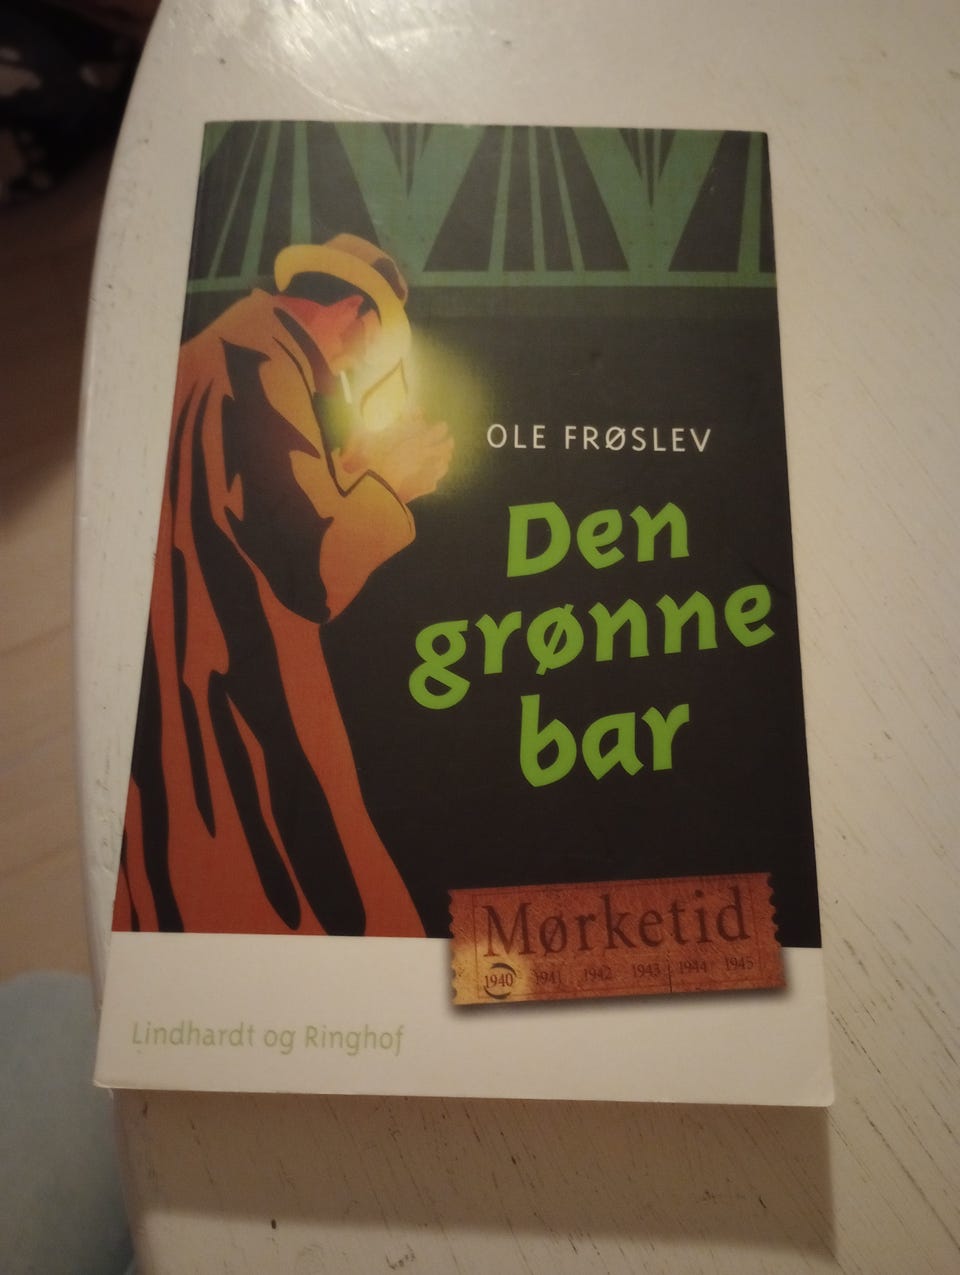 OLE FRØSLEV
Den
grønne
bar
Mørketid
1940 1941 1942 1943 1944 1945
Lindhardt og Ringhof